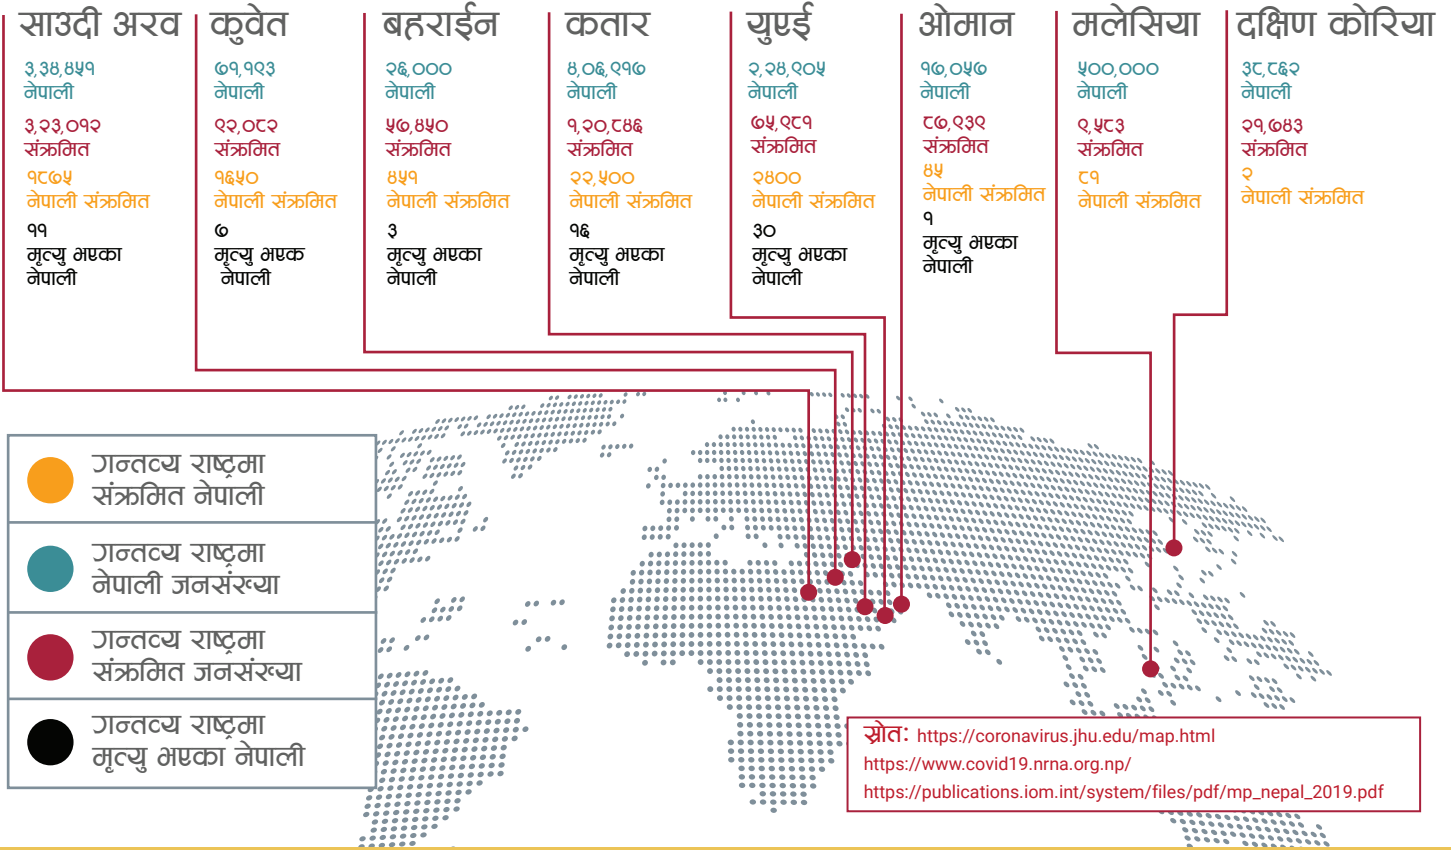 साउदी अरव
३,३४,४५१
नेपाली
३,२३,०१२
संक्रमित
१८७५
नेपाली संक्रमित
११
मृत्यु भएका
नेपाली
कुवेत
७१,१९३
नेपाली
९२,०८२
संक्रमित
१६५०
नेपाली संक्रमित
७
मृत्यु भएक
नेपाली
बहराईन
२६,०००
नेपाली
५७,४५०
संक्रमित
४५१
नेपाली संक्रमित
३
मृत्यु भएका
नेपाली
कतार
४,०६,९१७
नेपाली
१,२०,८४६
संक्रमित
२२,५००
नेपाली संक्रमित
१६
मृत्यु भएका
नेपाली
युएई
२,२४,९०५
नेपाली
७५,९८१
संक्रमित
२४००
नेपाली संक्रमित
३०
मृत्यु भएका
नेपाली
ओमान
१७,०५७
नेपाली
८७,९३९
संक्रमित
४५
नेपाली संक्रमित
१
मृत्यु भएका
नेपाली
मलेसिया
५००,०००
नेपाली
९,५८३
संक्रमित
८१
नेपाली संक्रमित
दक्षिण कोरिया
३८,८६२
नेपाली
२१,७४३
संक्रमित
२
नेपाली संक्रमित
गन्तव्य राष्ट्रमा
संक्रमित नेपाली
गन्तव्य राष्ट्रमा
नेपाली जनसंख्या
गन्तव्य राष्ट्रमा
संक्रमित जनसंख्या
गन्तव्य राष्ट्रमा
मृत्यु भएका नेपाली
स्रोत: https://coronavirus.jhu.edu/map.html
https://www.covid19.nrna.org.np/
https://publications.iom.int/system/files/pdf/mp_nepal_2019.pdf